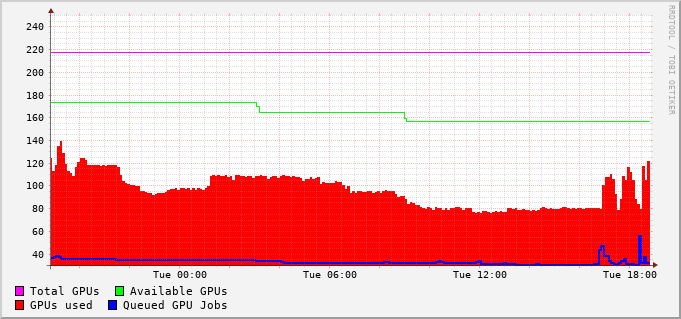 240
220
200
180
160
140
120
100
80
60
40
Tue 00:00 Tue 06:00 Tue 12:00 Tue 18:00
Total GPUs Available GPUs
GPUs used Queued GPU Jobs
RRDTOOL / TOBI OETIKER